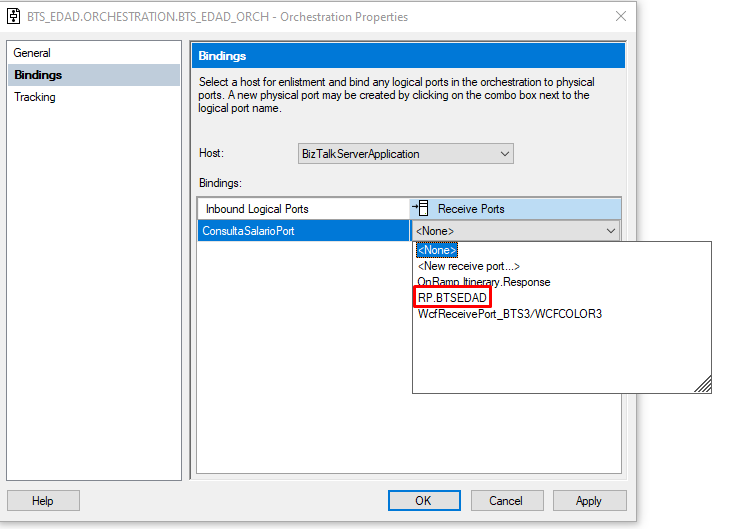 BTS_EDAD.ORCHESTRATION.BTS_EDAD_ORCH - Orchestration Properties
General
Bindings
Tracking
Bindings
Select a host for enlistment and bind any logical ports in the orchestration to physical
ports. A new physical port may be created by clicking on the combo box next to the
logical port name.
Host:
BizTalkServerApplication
Bindings:
Inbound Logical Ports
Receive Ports
ConsultaSalarioPort
<None>
<None>
<New receive port...>
OnRamp.Itinerary.Response
RP.BTSEDAD
WcfReceivePort_BTS3/WCFCOLOR3
Help
OK
Cancel
Apply